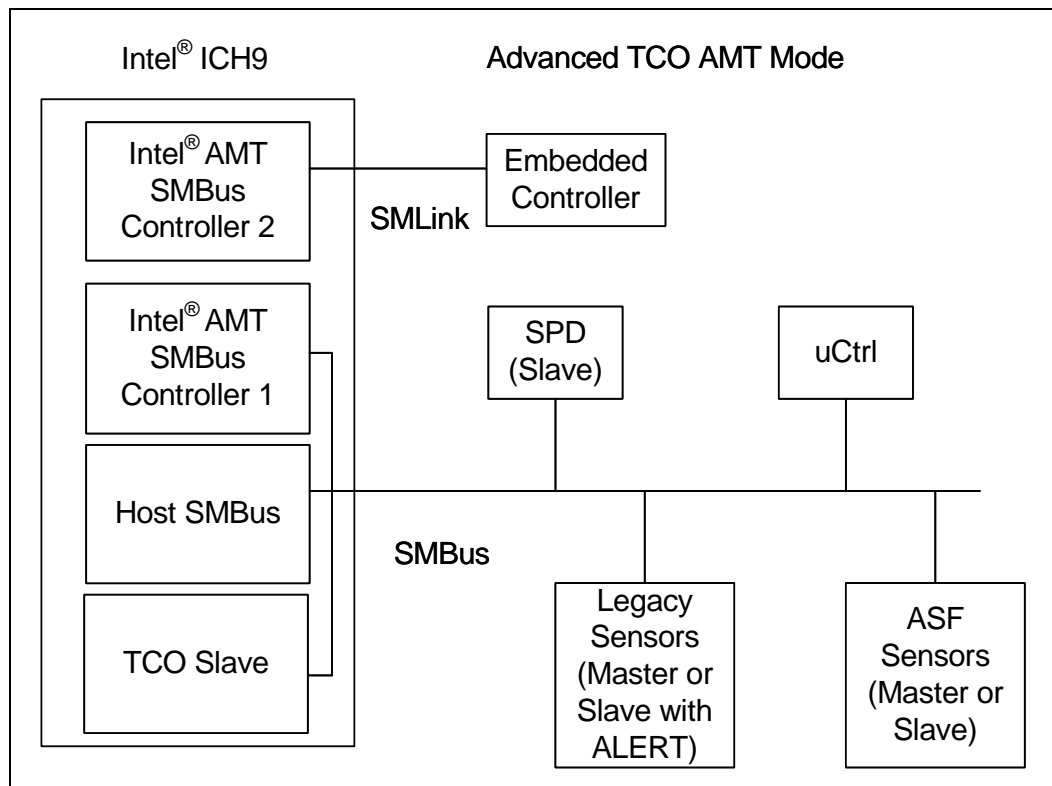 Intel® ICH9
Advanced TCO AMT Mode
Intel® AMT
SMBus
Controller 2
Embedded
Controller
SMLink
Intel® AMT
SMBus
Controller 1
SPD
(Slave)
uCtrl
Host SMBus
SMBus
TCO Slave
Legacy
Sensors
(Master or
Slave with
ALERT)
ASF
Sensors
(Master or
Slave)